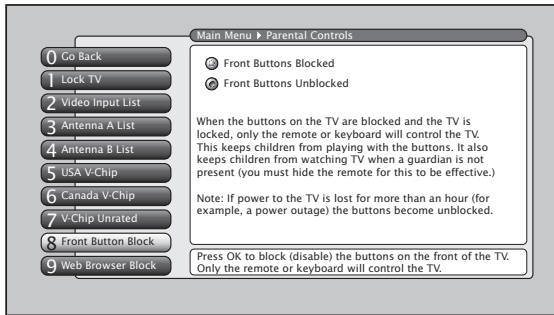 Main Menu Parental Controls
0 Go Back
1 Lock TV
2 Video Input List
3 Antenna A List
4 Antenna B List
5 USA V-Chip
6 Canada V-Chip
7 V-Chip Unrated
8 Front Button Block
9 Web Browser Block
Front Buttons Blocked
Front Buttons Unblocked
When the buttons on the TV are blocked and the TV is
locked, only the remote or keyboard will control the TV.
This keeps children from playing with the buttons. It also
keeps children from watching TV when a guardian is not
present (you must hide the remote for this to be effective.)
Note: If power to the TV is lost for more than an hour (for
example, a power outage) the buttons become unblocked.
Press OK to block (disable) the buttons on the front of the TV.
Only the remote or keyboard will control the TV.